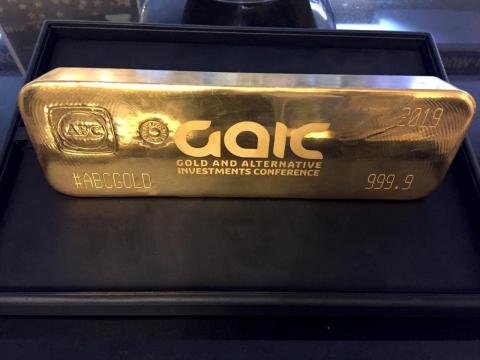 ABC
GAIC
2019
GOLD AND ALTERNATIVE
INVESTMENTS CONFERENCE
#ABCGOLD
999.9